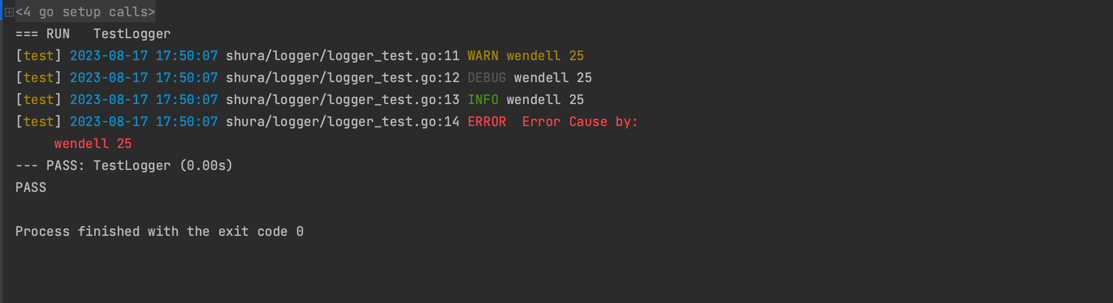 <4 go setup calls>
=== RUN   TestLogger
[test] 2023-08-17 17:50:07 shura/logger/logger_test.go:11 WARN wendell 25
[test] 2023-08-17 17:50:07 shura/logger/logger_test.go:12 DEBUG wendell 25
[test] 2023-08-17 17:50:07 shura/logger/logger_test.go:13 INFO wendell 25
[test] 2023-08-17 17:50:07 shura/logger/logger_test.go:14 ERROR  Error Cause by:
     wendell 25
--- PASS: TestLogger (0.00s)
PASS
Process finished with the exit code 0